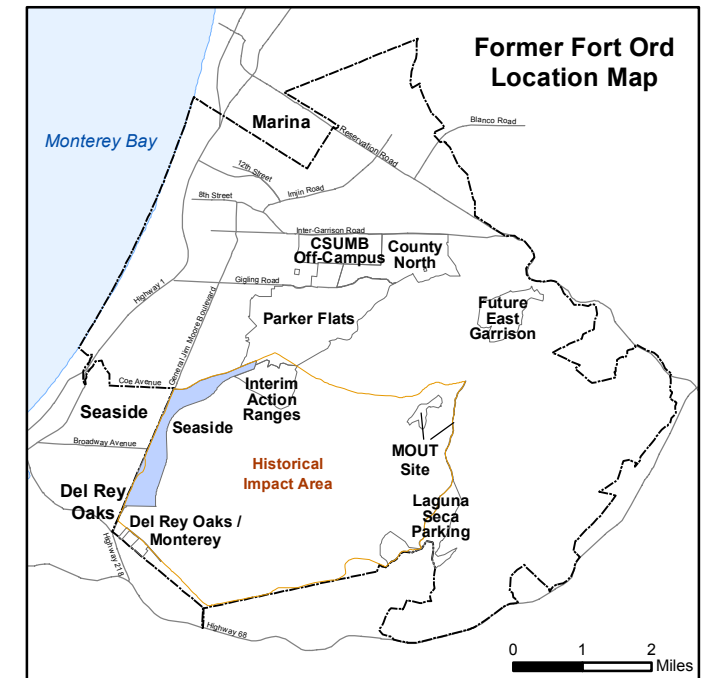 Former Fort Ord
Location Map
Marina
Monterey Bay
Blanco Road
Reservation Road
12th Street
Imjin Road
8th Street
Inter-Garrison Road
CSUMB
Off-Campus
County
North
Gigling Road
Highway 1
General Jim Moore Boulevard
Parker Flats
Future
East
Garrison
Coe Avenue
Interim
Action
Ranges
Seaside
Seaside
Broadway Avenue
MOUT
Site
Historical
Impact Area
Del Rey
Oaks
Laguna
Seca
Parking
Del Rey Oaks /
Monterey
Highway 218
Highway 68
0 1 2
Miles